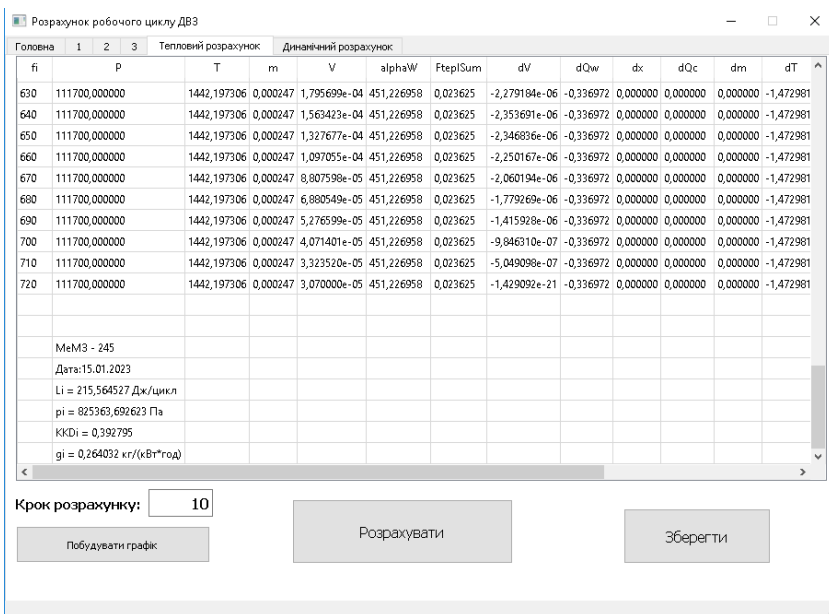 Розрахунок робочого циклу ДВЗ
Головна 1 2 3 Тепловий розрахунок Динамічний розрахунок
fi P T m V alphaW FteplSum dV dQw dx dQc dm dT
630 111700,000000 1442,197306 0,000247 1,795699e-04 451,226958 0,023625 -2,279184e-06 -0,336972 0,000000 0,000000 0,000000 -1,472981
640 111700,000000 1442,197306 0,000247 1,563423e-04 451,226958 0,023625 -2,353691e-06 -0,336972 0,000000 0,000000 0,000000 -1,472981
650 111700,000000 1442,197306 0,000247 1,327677e-04 451,226958 0,023625 -2,346836e-06 -0,336972 0,000000 0,000000 0,000000 -1,472981
660 111700,000000 1442,197306 0,000247 1,097055e-04 451,226958 0,023625 -2,250167e-06 -0,336972 0,000000 0,000000 0,000000 -1,472981
670 111700,000000 1442,197306 0,000247 8,807598e-05 451,226958 0,023625 -2,060194e-06 -0,336972 0,000000 0,000000 0,000000 -1,472981
680 111700,000000 1442,197306 0,000247 6,880549e-05 451,226958 0,023625 -1,779269e-06 -0,336972 0,000000 0,000000 0,000000 -1,472981
690 111700,000000 1442,197306 0,000247 5,276599e-05 451,226958 0,023625 -1,415928e-06 -0,336972 0,000000 0,000000 0,000000 -1,472981
700 111700,000000 1442,197306 0,000247 4,071401e-05 451,226958 0,023625 -9,846310e-07 -0,336972 0,000000 0,000000 0,000000 -1,472981
710 111700,000000 1442,197306 0,000247 3,323520e-05 451,226958 0,023625 -5,049098e-07 -0,336972 0,000000 0,000000 0,000000 -1,472981
720 111700,000000 1442,197306 0,000247 3,070000e-05 451,226958 0,023625 -1,429092e-21 -0,336972 0,000000 0,000000 0,000000 -1,472981
МеМЗ - 245
Дата:15.01.2023
Li = 215,564527 Дж/цикл
pi = 825363,692623 Па
KKDi = 0,392795
gi = 0,264032 кг/(кВт*год)
Крок розрахунку: 10
Побудувати графік
Розрахувати
Зберегти